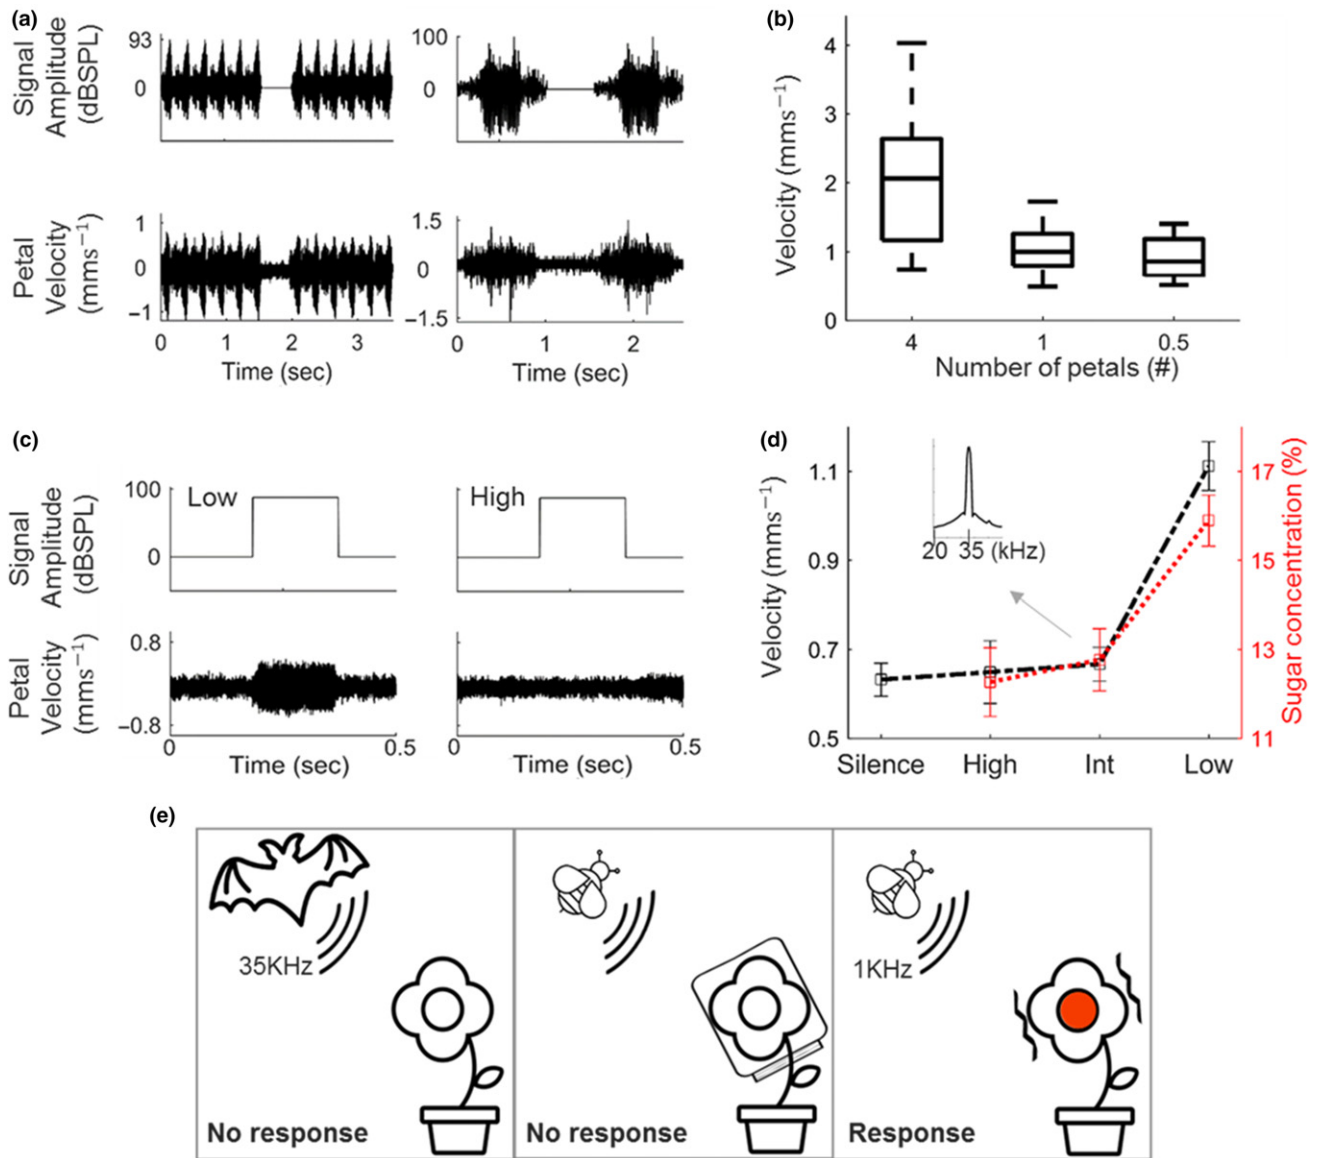 (a)
Signal
Amplitude
(dBSPL)
93
0
100
0
Petal
Velocity
(mms⁻¹)
1
0
−1
0 1 2 3
Time (sec)
1.5
0
−1.5
0 1 2
Time (sec)
(b)
Velocity (mms⁻¹)
4
3
2
1
0
4 1 0.5
Number of petals (#)
(c)
Signal
Amplitude
(dBSPL)
100
0
Low
100
0
High
Petal
Velocity
(mms⁻¹)
0.8
−0.8
0 0.5
Time (sec)
0 0.5
Time (sec)
(d)
Velocity (mms⁻¹)
1.1
0.9
0.7
0.5
20 35 (kHz)
Silence High Int Low
17
15
13
11
Sugar concentration (%)
(e)
35KHz
No response
No response
1KHz
Response